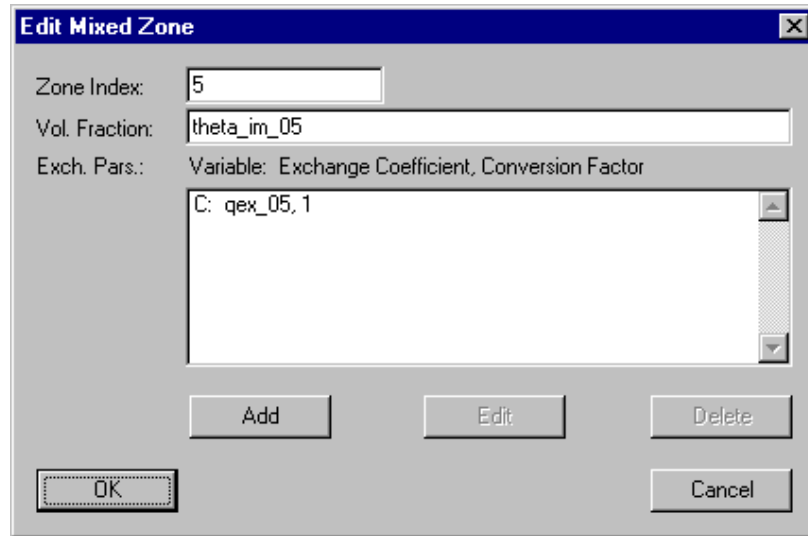 Edit Mixed Zone
Zone Index: 5
Vol. Fraction: theta_im_05
Exch. Pars.: Variable: Exchange Coefficient, Conversion Factor
C: qex_05, 1
Add Edit Delete
OK Cancel